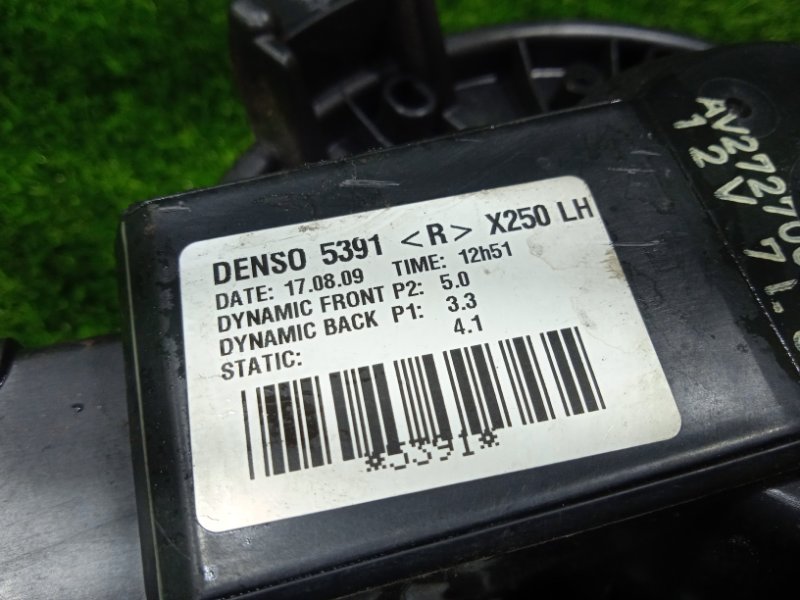 DENSO 5391 <R> X250 LH
DATE: 17.08.09 TIME: 12h51
DYNAMIC FRONT P2: 5.0
DYNAMIC BACK P1: 3.3
STATIC: 4.1
*5391*
12V